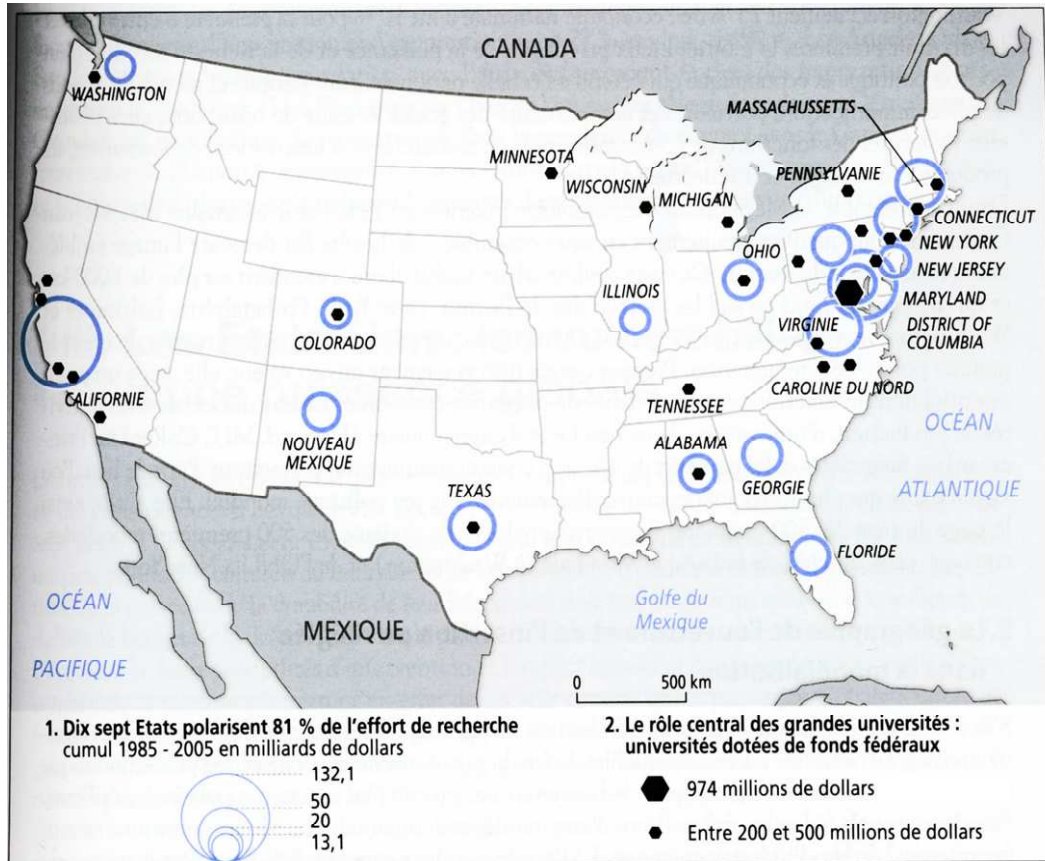 CANADA
WASHINGTON
MASSACHUSETTS
MINNESOTA
WISCONSIN
MICHIGAN
PENNSYLVANIE
CONNECTICUT
NEW YORK
NEW JERSEY
OHIO
ILLINOIS
MARYLAND
DISTRICT OF
COLUMBIA
VIRGINIE
COLORADO
CALIFORNIE
CAROLINE DU NORD
TENNESSEE
NOUVEAU
MEXIQUE
ALABAMA
GEORGIE
TEXAS
FLORIDE
OCÉAN
ATLANTIQUE
OCÉAN
PACIFIQUE
MEXIQUE
Golfe du
Mexique
0 500 km
1. Dix sept Etats polarisent 81 % de l'effort de recherche
cumul 1985 - 2005 en milliards de dollars
132,1
50
20
13,1
2. Le rôle central des grandes universités :
universités dotées de fonds fédéraux
974 millions de dollars
Entre 200 et 500 millions de dollars